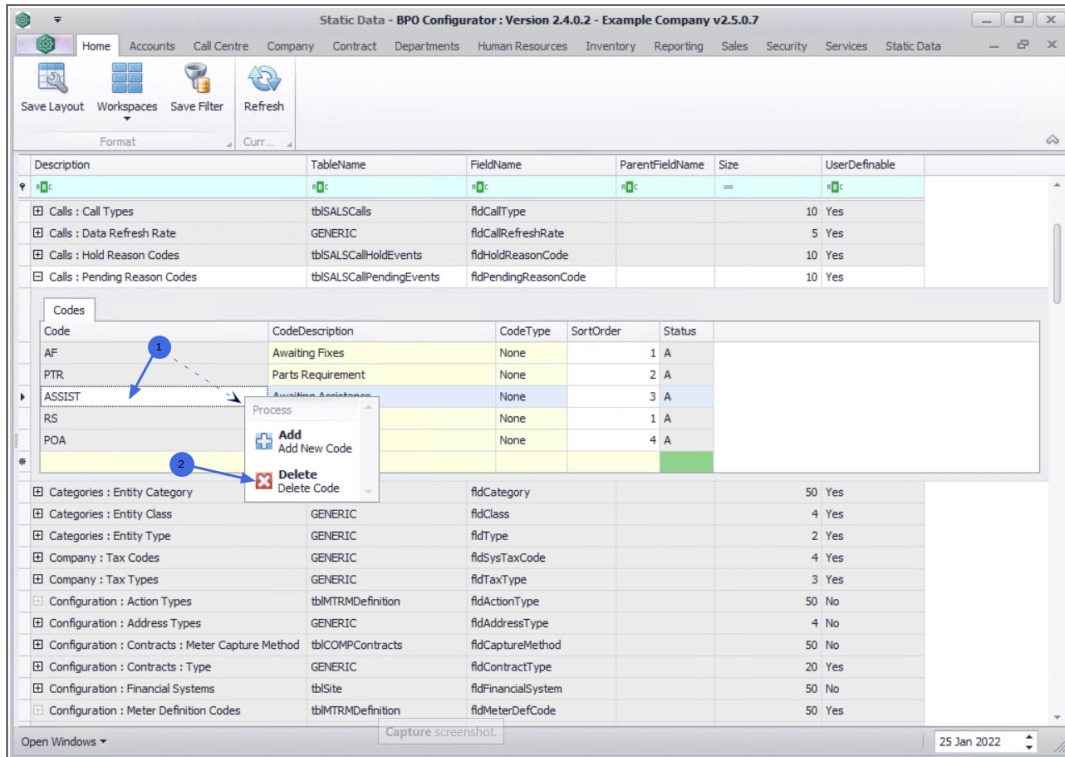 Static Data - BPO Configurator : Version 2.4.0.2 - Example Company v2.5.0.7
Home Accounts Call Centre Company Contract Departments Human Resources Inventory Reporting Sales Security Services Static Data
Save Layout Workspaces Save Filter Refresh
Format Curr...
Description TableName FieldName ParentFieldName Size UserDefinable
ABC ABC ABC ABC = ABC
Calls : Call Types tblSALSCalls fldCallType 10 Yes
Calls : Data Refresh Rate GENERIC fldCallRefreshRate 5 Yes
Calls : Hold Reason Codes tblSALSCallHoldEvents fldHoldReasonCode 10 Yes
Calls : Pending Reason Codes tblSALSCallPendingEvents fldPendingReasonCode 10 Yes
Codes
Code CodeDescription CodeType SortOrder Status
AF Awaiting Fixes None 1 A
1
PTR Parts Requirement None 2 A
ASSIST Awaiting Assistance None 3 A
RS None 1 A
POA None 4 A
Process
Add
Add New Code
2
Delete
Delete Code
Categories : Entity Category fldCategory 50 Yes
Categories : Entity Class GENERIC fldClass 4 Yes
Categories : Entity Type GENERIC fldType 2 Yes
Company : Tax Codes GENERIC fldSysTaxCode 4 Yes
Company : Tax Types GENERIC fldTaxType 3 Yes
Configuration : Action Types tblMTRMDefinition fldActionType 50 No
Configuration : Address Types GENERIC fldAddressType 4 No
Configuration : Contracts : Meter Capture Method tblCOMPContracts fldCaptureMethod 50 No
Configuration : Contracts : Type GENERIC fldContractType 20 Yes
Configuration : Financial Systems tblSite fldFinancialSystem 50 No
Configuration : Meter Definition Codes tblMTRMDefinition fldMeterDefCode 50 Yes
Capture screenshot.
Open Windows 25 Jan 2022